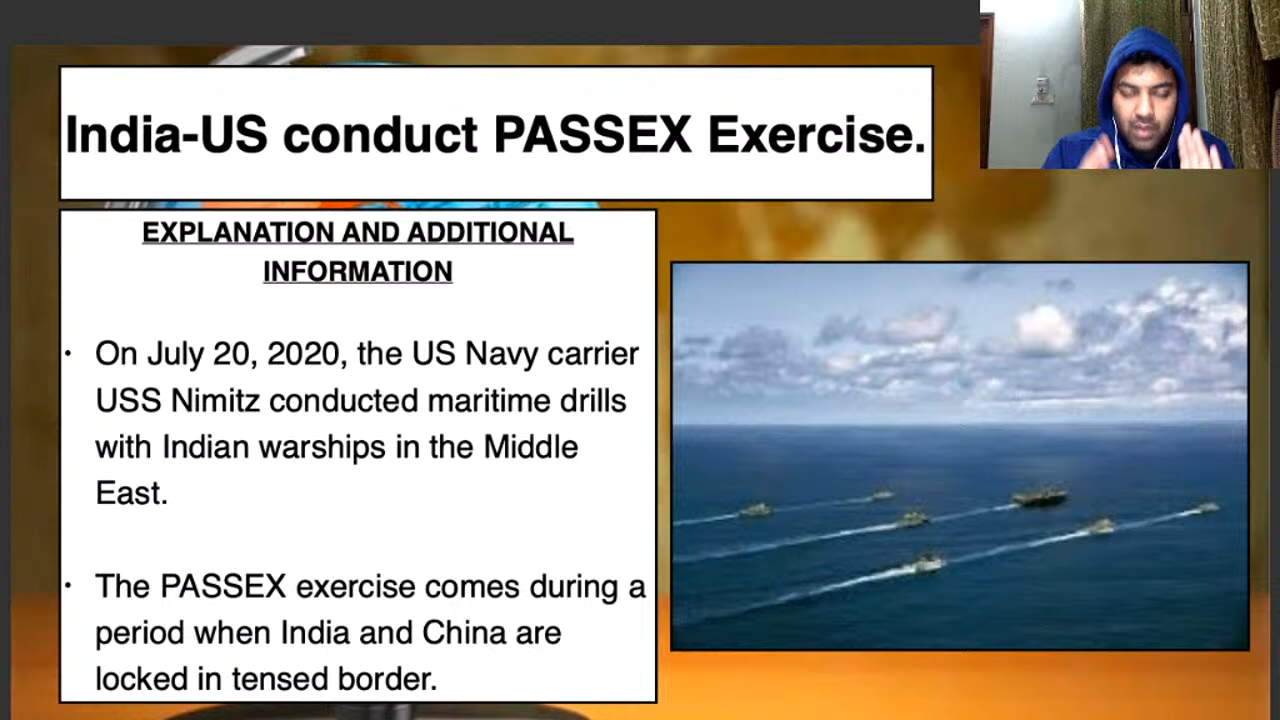 India-US conduct PASSEX Exercise.
EXPLANATION AND ADDITIONAL
INFORMATION
• On July 20, 2020, the US Navy carrier
USS Nimitz conducted maritime drills
with Indian warships in the Middle
East.
• The PASSEX exercise comes during a
period when India and China are
locked in tensed border.